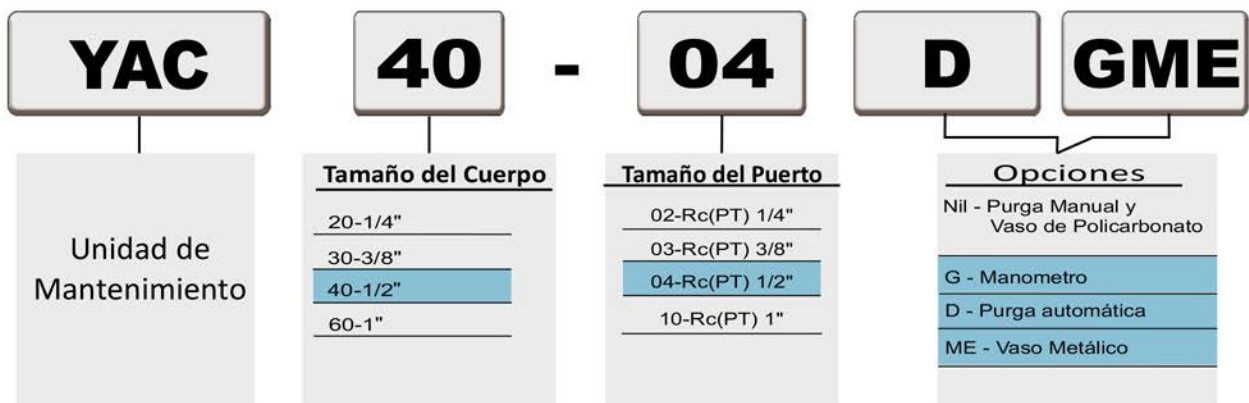 YAC 40 - 04 D GME
Unidad de
Mantenimiento
Tamaño del Cuerpo
20-1/4"
30-3/8"
40-1/2"
60-1"
Tamaño del Puerto
02-Rc(PT) 1/4"
03-Rc(PT) 3/8"
04-Rc(PT) 1/2"
10-Rc(PT) 1"
Opciones
Nil - Purga Manual y
Vaso de Policarbonato
G - Manometro
D - Purga automática
ME - Vaso Metálico